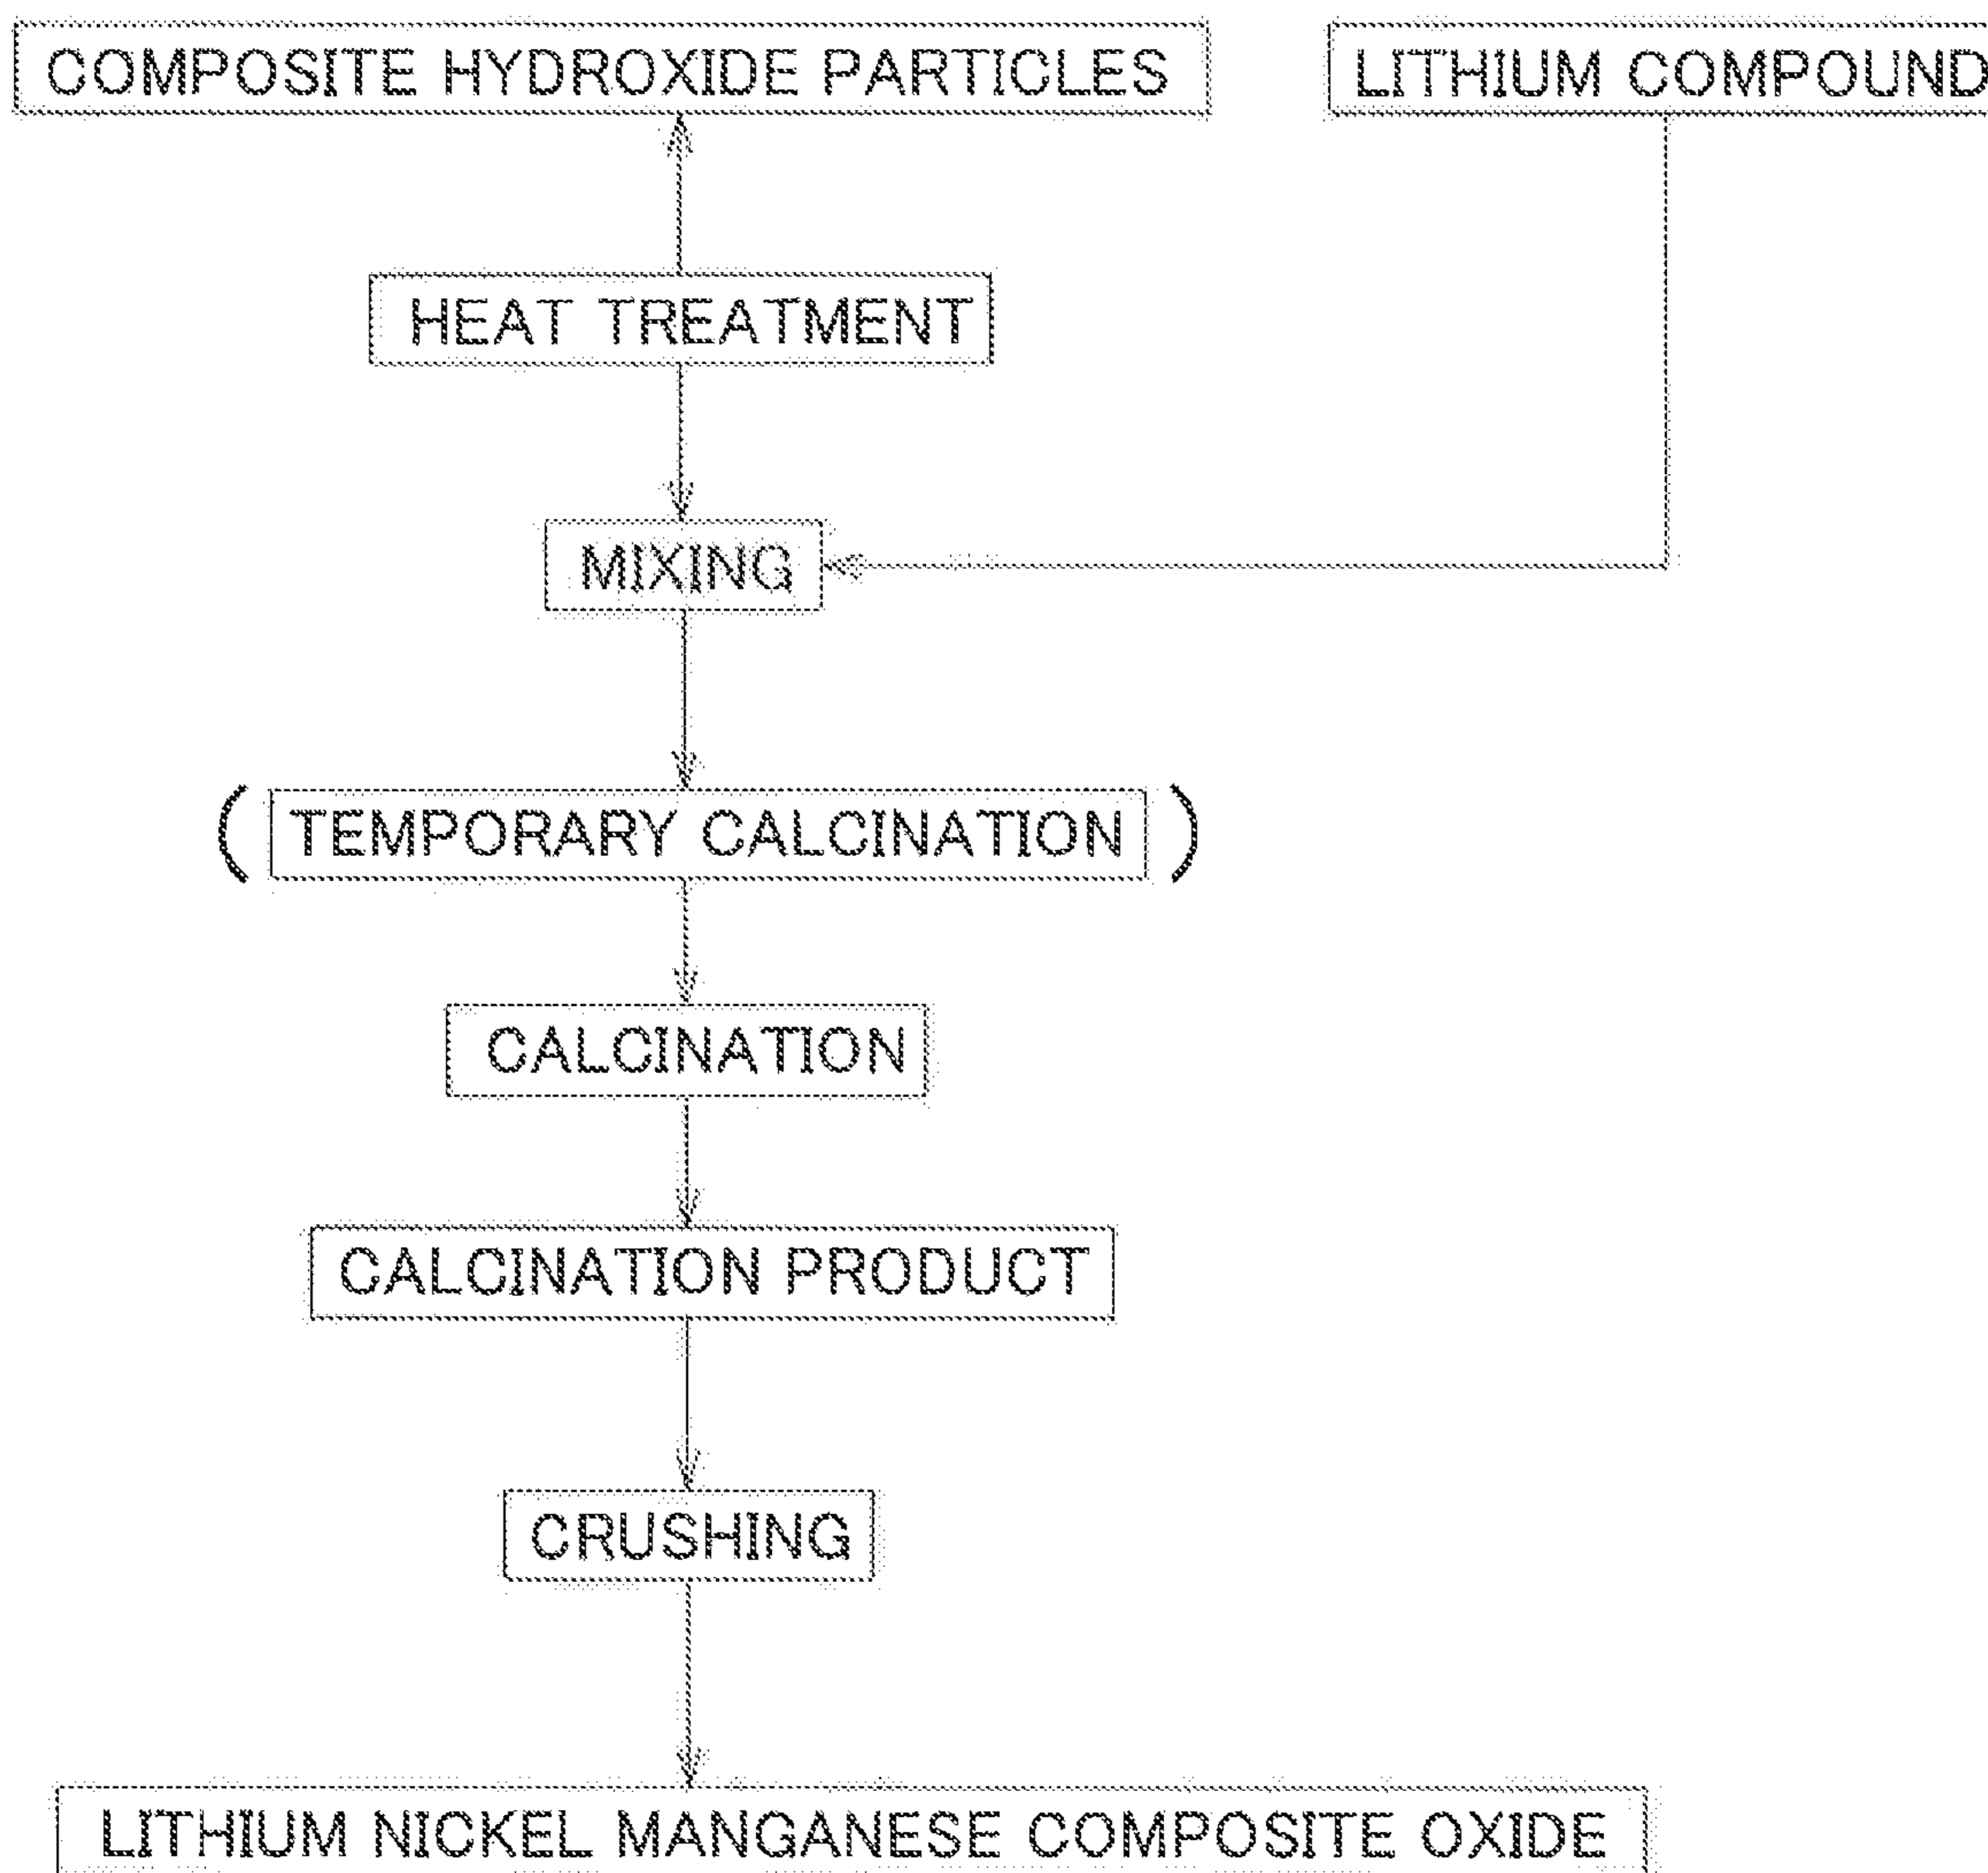 COMPOSITE HYDROXIDE PARTICLES
LITHIUM COMPOUND
HEAT TREATMENT
MIXING
( TEMPORARY CALCINATION )
CALCINATION
CALCINATION PRODUCT
CRUSHING
LITHIUM NICKEL MANGANESE COMPOSITE OXIDE